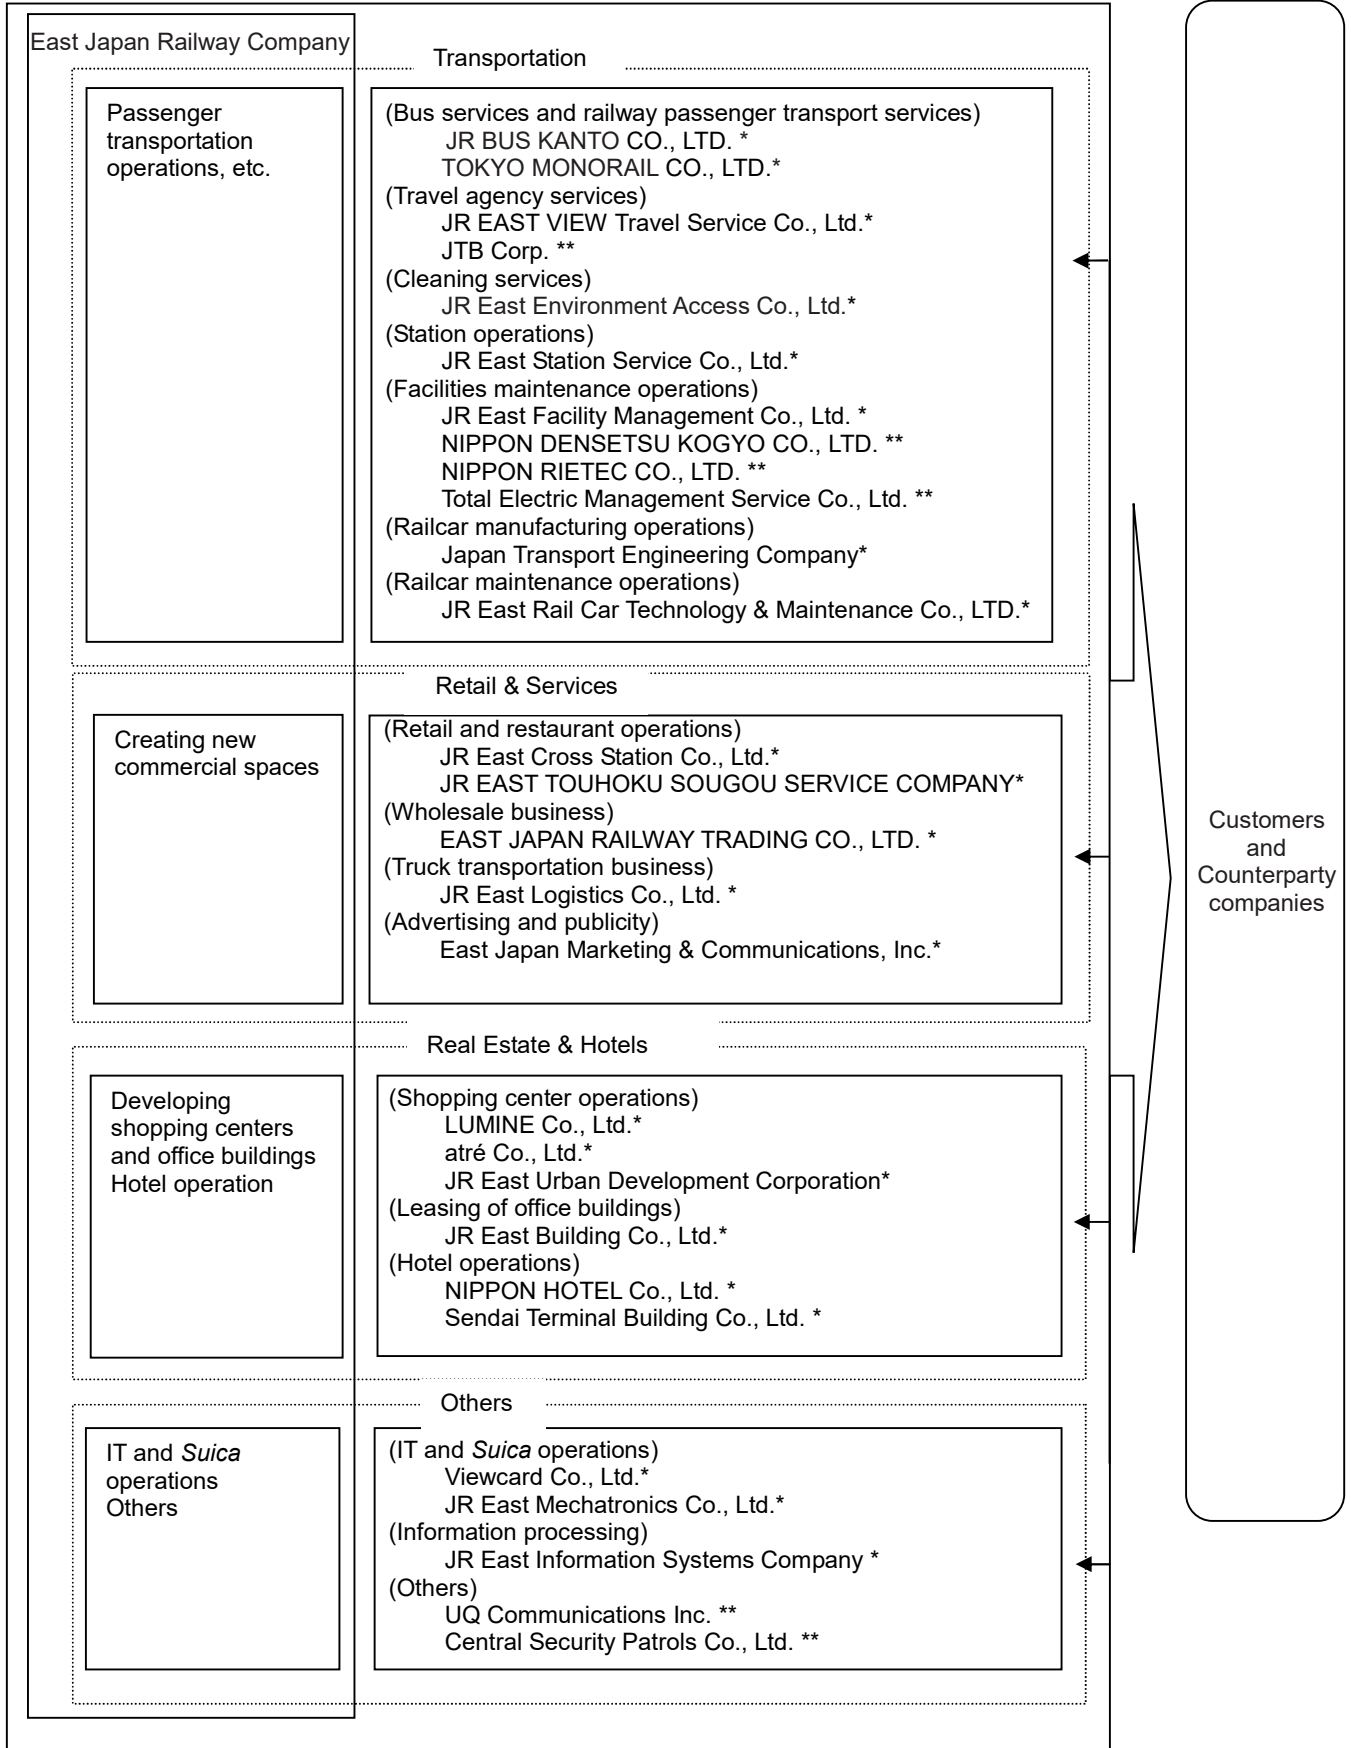 East Japan Railway Company
Transportation
Passenger
transportation
operations, etc.
(Bus services and railway passenger transport services)
JR BUS KANTO CO., LTD. *
TOKYO MONORAIL CO., LTD.*
(Travel agency services)
JR EAST VIEW Travel Service Co., Ltd.*
JTB Corp. **
(Cleaning services)
JR East Environment Access Co., Ltd.*
(Station operations)
JR East Station Service Co., Ltd.*
(Facilities maintenance operations)
JR East Facility Management Co., Ltd. *
NIPPON DENSETSU KOGYO CO., LTD. **
NIPPON RIETEC CO., LTD. **
Total Electric Management Service Co., Ltd. **
(Railcar manufacturing operations)
Japan Transport Engineering Company*
(Railcar maintenance operations)
JR East Rail Car Technology & Maintenance Co., LTD.*
Retail & Services
Creating new
commercial spaces
(Retail and restaurant operations)
JR East Cross Station Co., Ltd.*
JR EAST TOUHOKU SOUGOU SERVICE COMPANY*
(Wholesale business)
EAST JAPAN RAILWAY TRADING CO., LTD. *
(Truck transportation business)
JR East Logistics Co., Ltd. *
(Advertising and publicity)
East Japan Marketing & Communications, Inc.*
Real Estate & Hotels
Developing
shopping centers
and office buildings
Hotel operation
(Shopping center operations)
LUMINE Co., Ltd.*
atré Co., Ltd.*
JR East Urban Development Corporation*
(Leasing of office buildings)
JR East Building Co., Ltd.*
(Hotel operations)
NIPPON HOTEL Co., Ltd. *
Sendai Terminal Building Co., Ltd. *
Others
IT and Suica
operations
Others
(IT and Suica operations)
Viewcard Co., Ltd.*
JR East Mechatronics Co., Ltd.*
(Information processing)
JR East Information Systems Company *
(Others)
UQ Communications Inc. **
Central Security Patrols Co., Ltd. **
Customers
and
Counterparty
companies